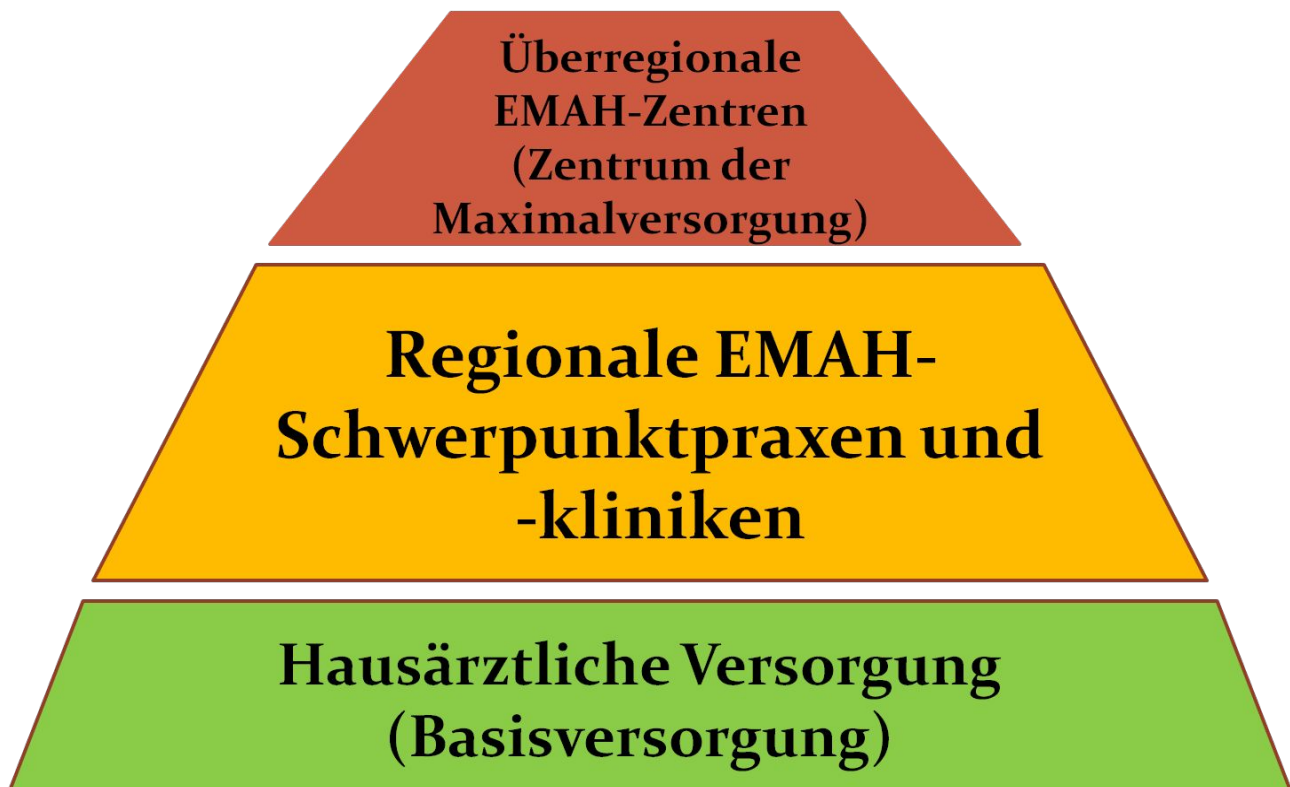 Überregionale
EMAH-Zentren
(Zentrum der
Maximalversorgung)
Regionale EMAH-
Schwerpunktpraxen und
-kliniken
Hausärztliche Versorgung
(Basisversorgung)